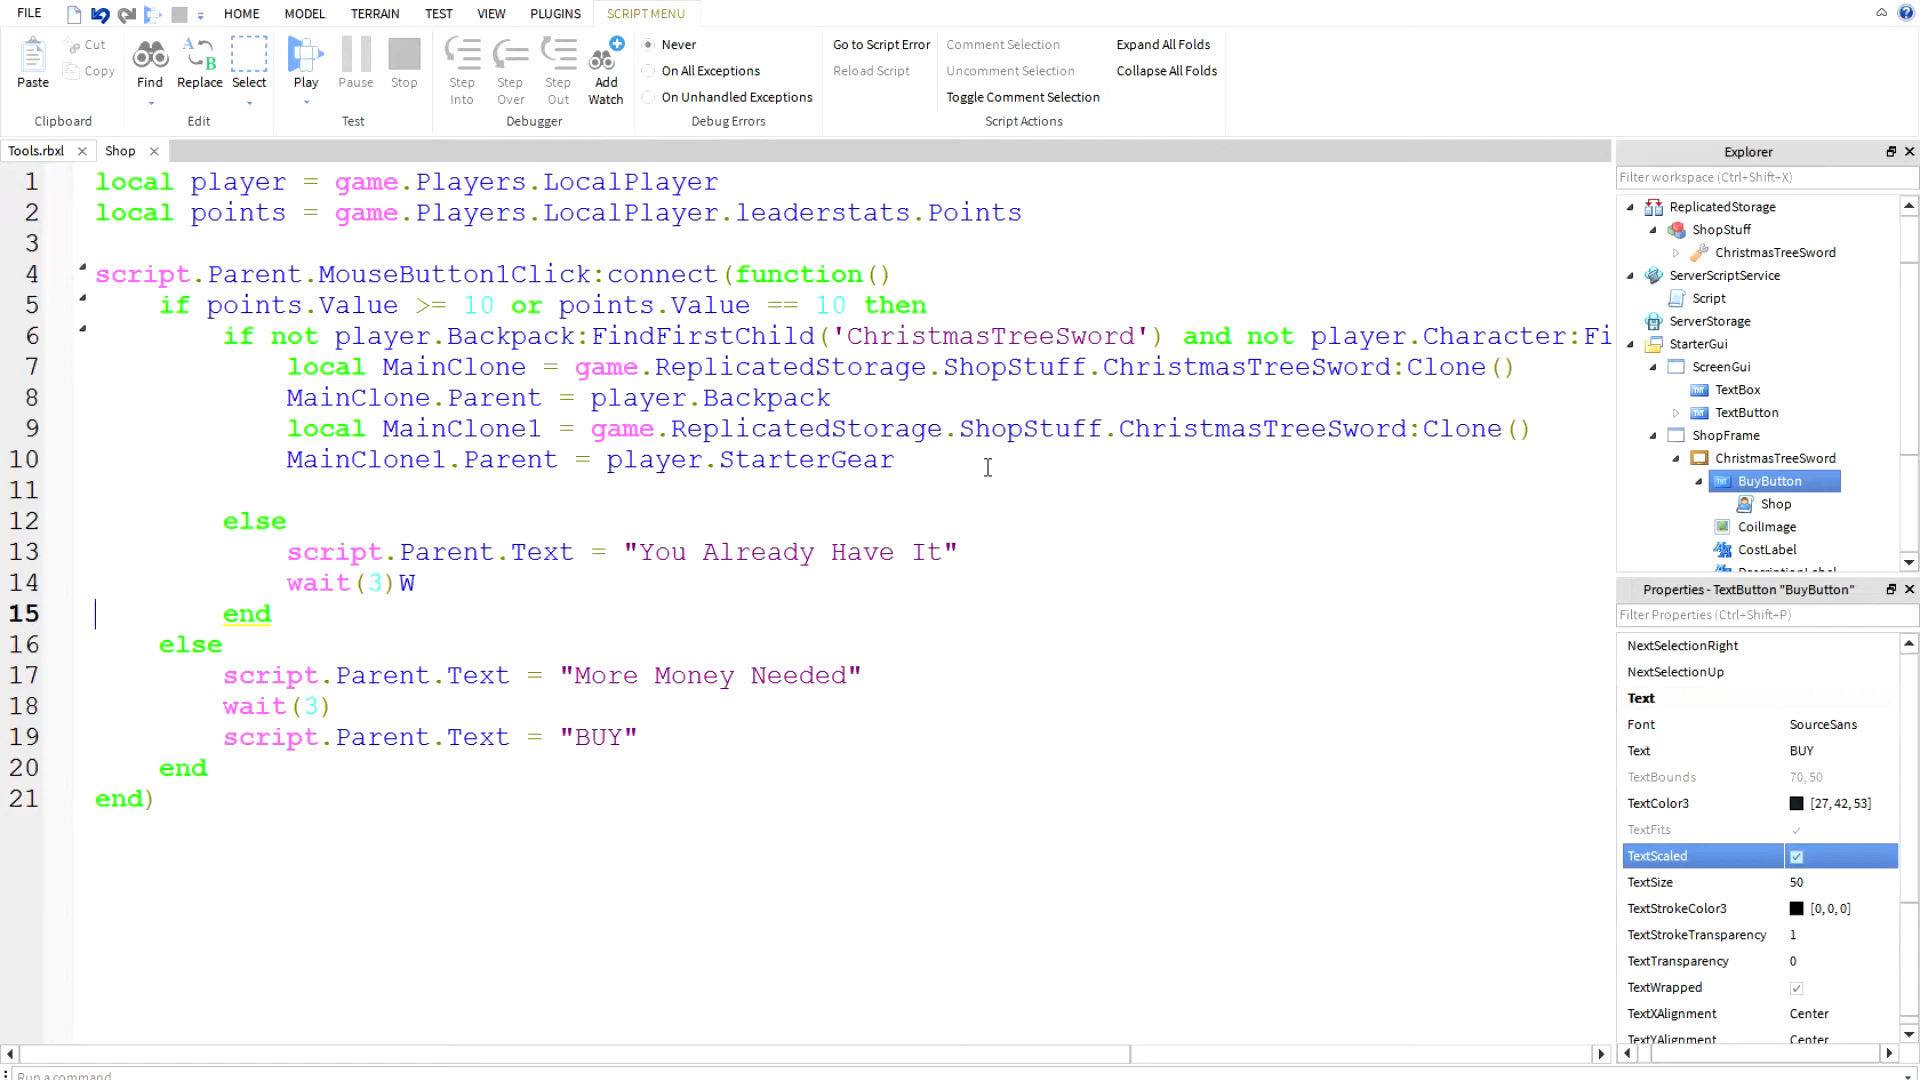 FILE HOME MODEL TERRAIN TEST VIEW PLUGINS SCRIPT MENU
Paste
Cut
Copy
Clipboard
Find Replace Select
Edit
Play Pause Stop
Test
Step Into
Step Over
Step Out
Add Watch
Debugger
Never
On All Exceptions
On Unhandled Exceptions
Debug Errors
Go to Script Error
Reload Script
Comment Selection
Uncomment Selection
Toggle Comment Selection
Expand All Folds
Collapse All Folds
Script Actions
Tools.rbxl Shop
1 local player = game.Players.LocalPlayer
2 local points = game.Players.LocalPlayer.leaderstats.Points
3
4 script.Parent.MouseButton1Click:connect(function()
5 if points.Value >= 10 or points.Value == 10 then
6 if not player.Backpack:FindFirstChild('ChristmasTreeSword') and not player.Character:Fi
7 local MainClone = game.ReplicatedStorage.ShopStuff.ChristmasTreeSword:Clone()
8 MainClone.Parent = player.Backpack
9 local MainClone1 = game.ReplicatedStorage.ShopStuff.ChristmasTreeSword:Clone()
10 MainClone1.Parent = player.StarterGear
11
12 else
13 script.Parent.Text = "You Already Have It"
14 wait(3)W
15 end
16 else
17 script.Parent.Text = "More Money Needed"
18 wait(3)
19 script.Parent.Text = "BUY"
20 end
21 end)
Explorer
Filter workspace (Ctrl+Shift+X)
ReplicatedStorage
ShopStuff
ChristmasTreeSword
ServerScriptService
Script
ServerStorage
StarterGui
ScreenGui
TextBox
TextButton
ShopFrame
ChristmasTreeSword
BuyButton
Shop
CoilImage
CostLabel
DescriptionLabel
Properties - TextButton "BuyButton"
Filter Properties (Ctrl+Shift+P)
NextSelectionRight
NextSelectionUp
Text
Font SourceSans
Text BUY
TextBounds 70, 50
TextColor3 [27, 42, 53]
TextFits
TextScaled
TextSize 50
TextStrokeColor3 [0, 0, 0]
TextStrokeTransparency 1
TextTransparency 0
TextWrapped
TextXAlignment Center
TextYAlignment Center
Run a command